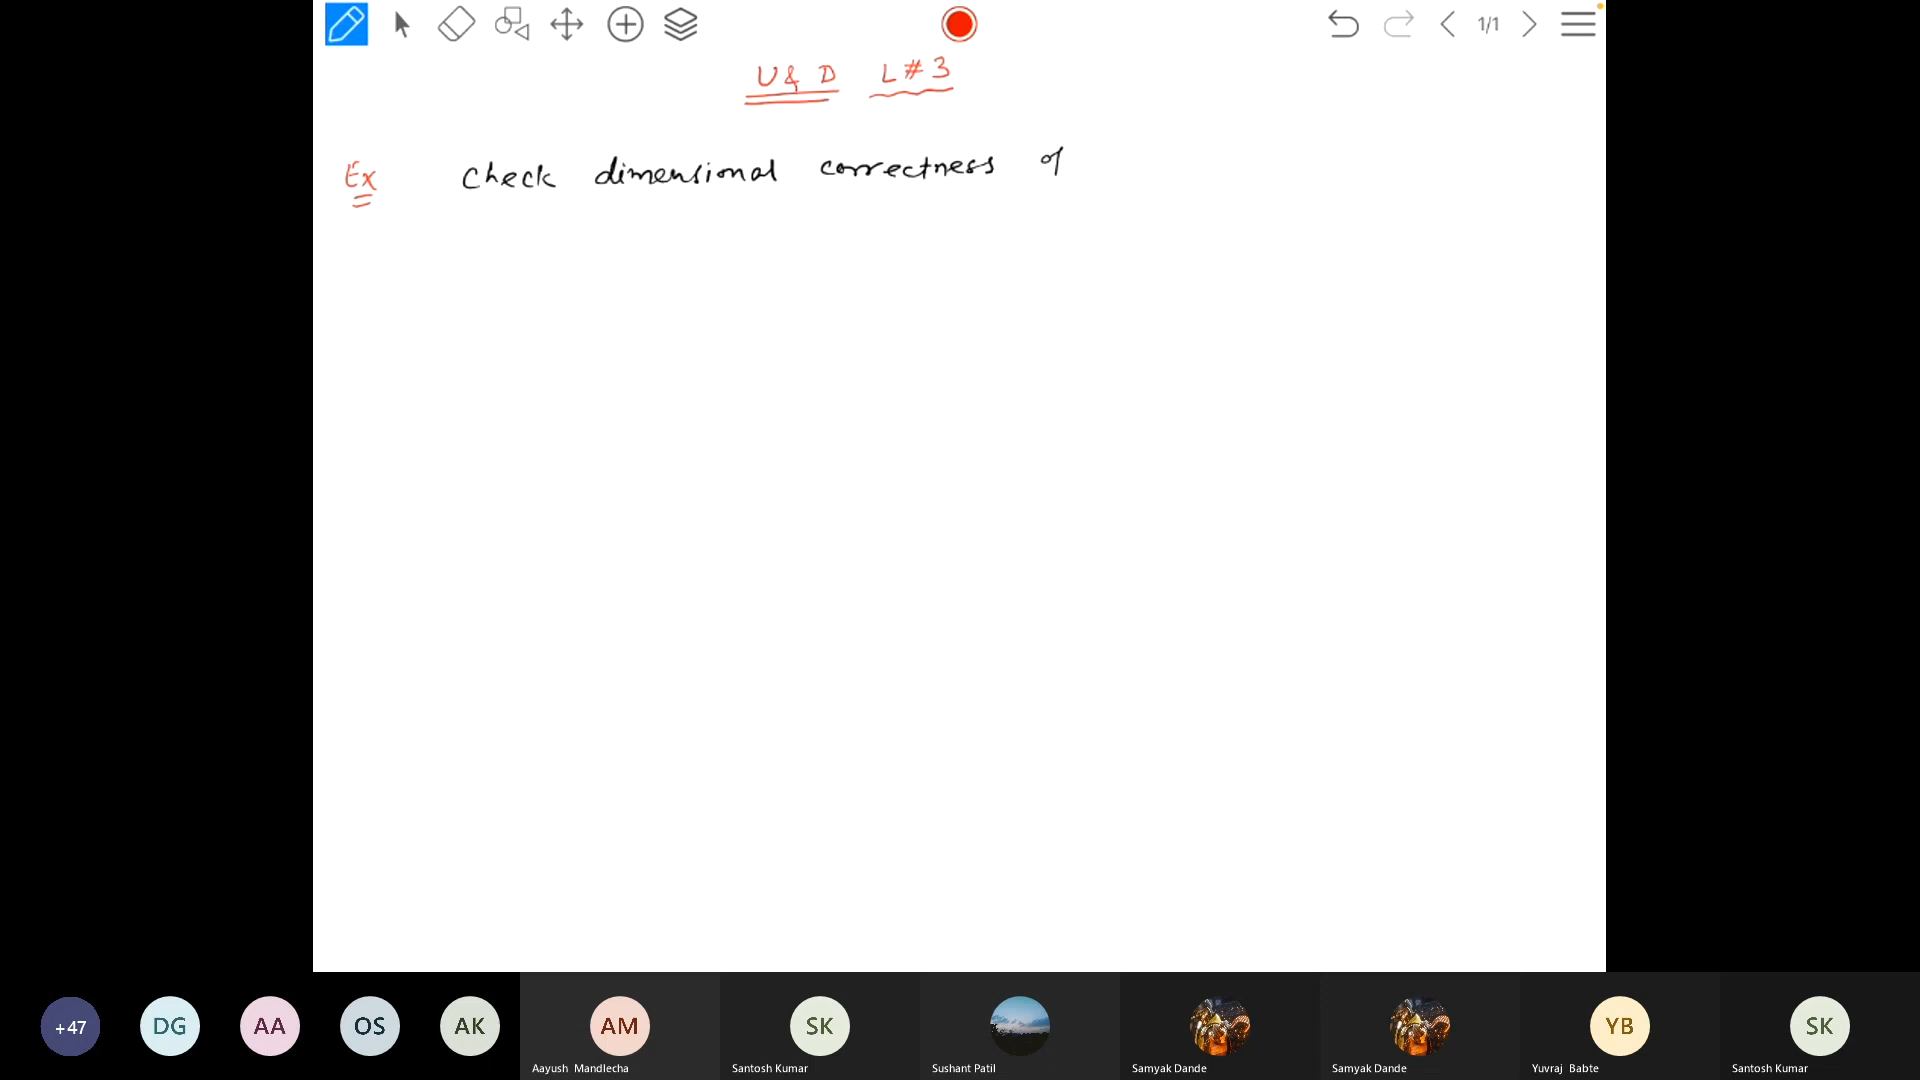 1/1
U & D L # 3
Ex Check dimensional correctness of
+47 DG AA OS AK AM SK YB SK
Aayush Mandlecha Santosh Kumar Sushant Patil Samyak Dande Samyak Dande Yuvraj Babte Santosh Kumar